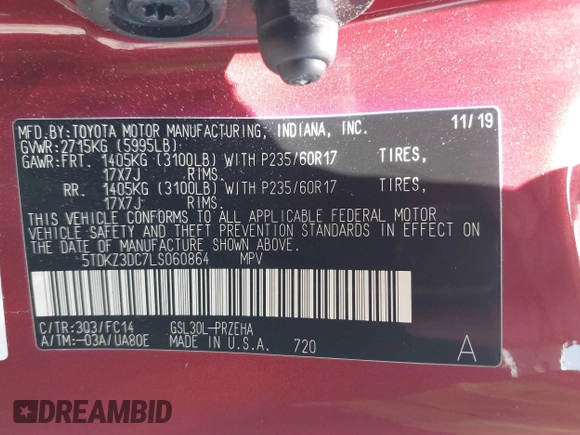 MFD.BY:TOYOTA MOTOR MANUFACTURING, INDIANA, INC. 11/19
GVWR:2715KG (5995LB)
GAWR:FRT. 1405KG (3100LB) WITH P235/60R17 TIRES,
17X7J RIMS.
RR. 1405KG (3100LB) WITH P235/60R17 TIRES,
17X7J RIMS.
THIS VEHICLE CONFORMS TO ALL APPLICABLE FEDERAL MOTOR
VEHICLE SAFETY AND THEFT PREVENTION STANDARDS IN EFFECT ON
THE DATE OF MANUFACTURE SHOWN ABOVE.
5TDKZ3DC7LS060864 MPV
C/TR:3Q3/FC14 GSL30L-PRZEHA
A/TM:-03A/UA80E MADE IN U.S.A. 720 A
DREAMBID